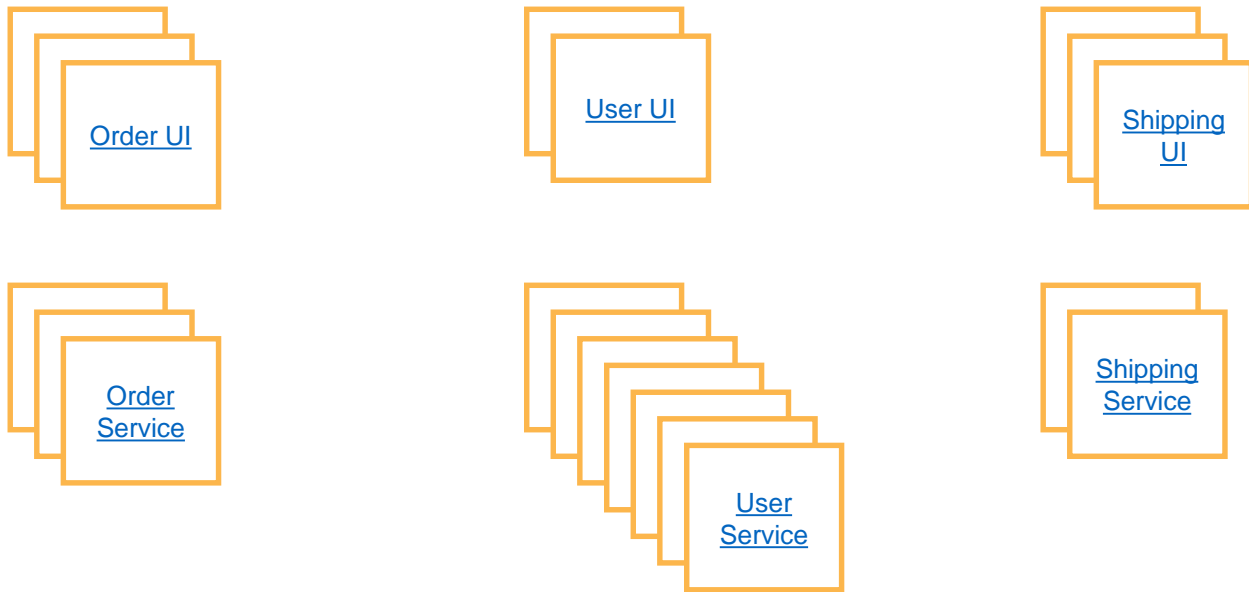 Order UI
User UI
Shipping
UI
Order
Service
User
Service
Shipping
Service